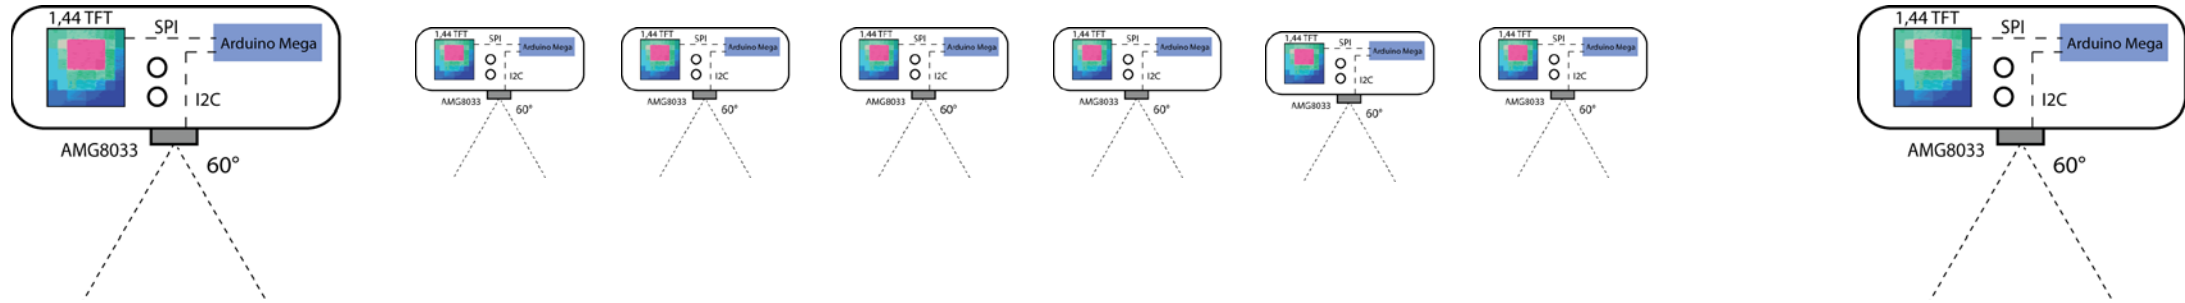 1,44 TFT
SPI
Arduino Mega
I2C
AMG8033
60°
1,44 TFT
SPI
Arduino Mega
I2C
AMG8033
60°
1,44 TFT
SPI
Arduino Mega
I2C
AMG8033
60°
1,44 TFT
SPI
Arduino Mega
I2C
AMG8033
60°
1,44 TFT
SPI
Arduino Mega
I2C
AMG8033
60°
1,44 TFT
SPI
Arduino Mega
I2C
AMG8033
60°
1,44 TFT
SPI
Arduino Mega
I2C
AMG8033
60°
1,44 TFT
SPI
Arduino Mega
I2C
AMG8033
60°